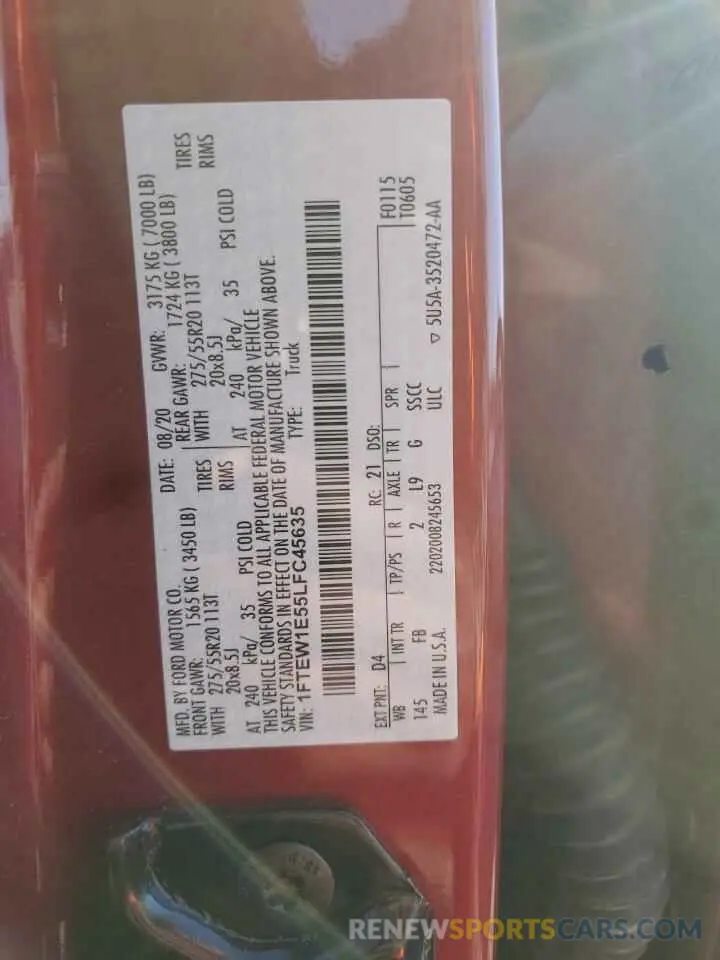 MFD. BY FORD MOTOR CO.
DATE: 08/20 GVWR: 3175 KG ( 7000 LB)
FRONT GAWR: 1565 KG ( 3450 LB)
REAR GAWR: 1724 KG ( 3800 LB)
WITH 275/55R20 113T TIRES
WITH 275/55R20 113T TIRES
20x8.5J RIMS
20x8.5J RIMS
AT 240 kPa/ 35 PSI COLD
AT 240 kPa/ 35 PSI COLD
THIS VEHICLE CONFORMS TO ALL APPLICABLE FEDERAL MOTOR VEHICLE
SAFETY STANDARDS IN EFFECT ON THE DATE OF MANUFACTURE SHOWN ABOVE.
VIN: 1FTEW1E55LFC45635 TYPE: Truck
EXT PNT: D4 RC: 21 DSO: F0115
WB INT TR TP/PS R AXLE TR SPR T0605
145 FB 2 L9 G SSCC
MADE IN U.S.A. 2202008245653 ULC ▽ 5U5A-3520472-AA
RENEWSPORTSCARS.COM